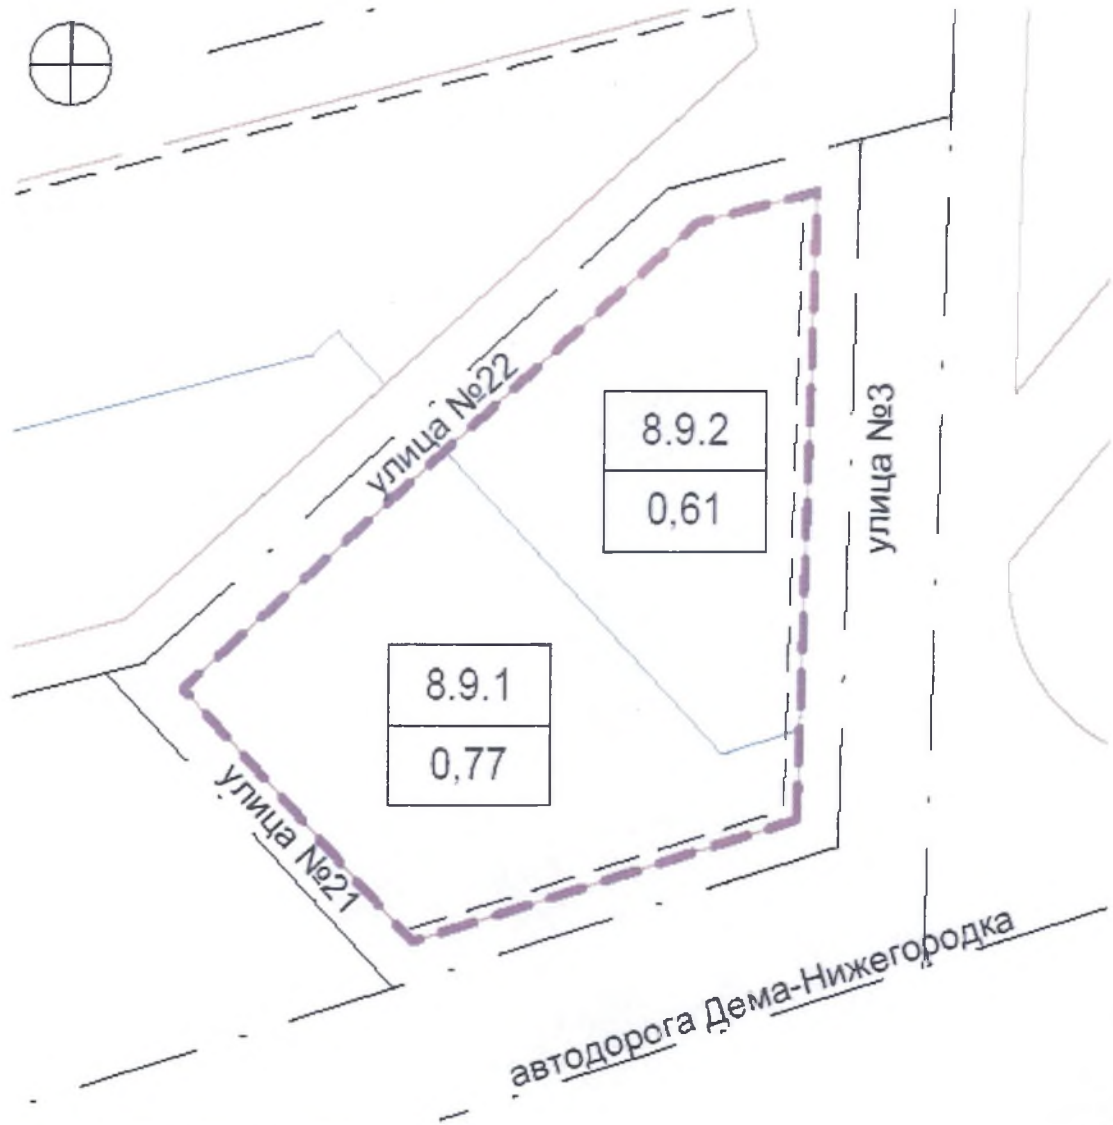 улица №22
8.9.2
0,61
улица №3
8.9.1
0,77
улица №21
автодорога Дема-Нижегородка